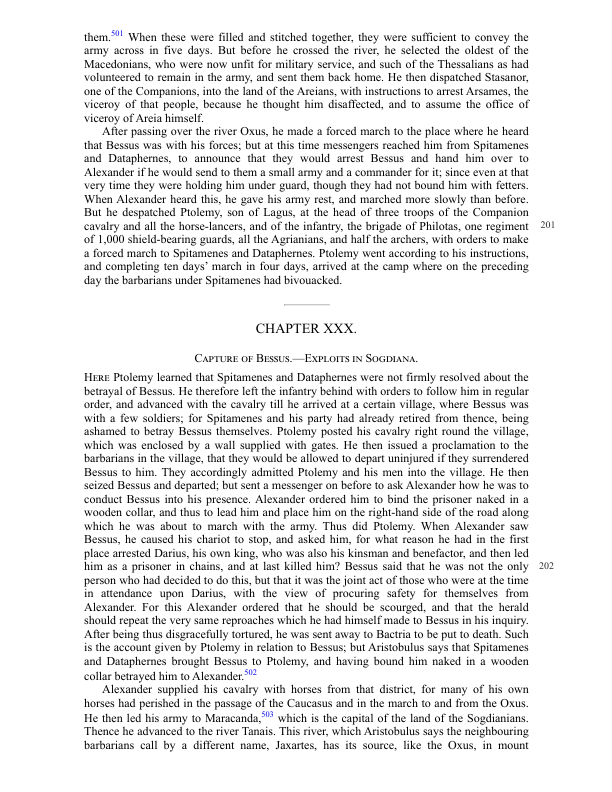 them.501 When these were filled and stitched together, they were sufficient to convey the
army across in five days. But before he crossed the river, he selected the oldest of the
Macedonians, who were now unfit for military service, and such of the Thessalians as had
volunteered to remain in the army, and sent them back home. He then dispatched Stasanor,
one of the Companions, into the land of the Areians, with instructions to arrest Arsames, the
viceroy of that people, because he thought him disaffected, and to assume the office of
viceroy of Areia himself.
After passing over the river Oxus, he made a forced march to the place where he heard
that Bessus was with his forces; but at this time messengers reached him from Spitamenes
and Dataphernes, to announce that they would arrest Bessus and hand him over to
Alexander if he would send to them a small army and a commander for it; since even at that
very time they were holding him under guard, though they had not bound him with fetters.
When Alexander heard this, he gave his army rest, and marched more slowly than before.
But he despatched Ptolemy, son of Lagus, at the head of three troops of the Companion
cavalry and all the horse-lancers, and of the infantry, the brigade of Philotas, one regiment
201
of 1,000 shield-bearing guards, all the Agrianians, and half the archers, with orders to make
a forced march to Spitamenes and Dataphernes. Ptolemy went according to his instructions,
and completing ten days’ march in four days, arrived at the camp where on the preceding
day the barbarians under Spitamenes had bivouacked.
CHAPTER XXX.
Capture of Bessus.—Exploits in Sogdiana.
Here Ptolemy learned that Spitamenes and Dataphernes were not firmly resolved about the
betrayal of Bessus. He therefore left the infantry behind with orders to follow him in regular
order, and advanced with the cavalry till he arrived at a certain village, where Bessus was
with a few soldiers; for Spitamenes and his party had already retired from thence, being
ashamed to betray Bessus themselves. Ptolemy posted his cavalry right round the village,
which was enclosed by a wall supplied with gates. He then issued a proclamation to the
barbarians in the village, that they would be allowed to depart uninjured if they surrendered
Bessus to him. They accordingly admitted Ptolemy and his men into the village. He then
seized Bessus and departed; but sent a messenger on before to ask Alexander how he was to
conduct Bessus into his presence. Alexander ordered him to bind the prisoner naked in a
wooden collar, and thus to lead him and place him on the right-hand side of the road along
which he was about to march with the army. Thus did Ptolemy. When Alexander saw
Bessus, he caused his chariot to stop, and asked him, for what reason he had in the first
place arrested Darius, his own king, who was also his kinsman and benefactor, and then led
him as a prisoner in chains, and at last killed him? Bessus said that he was not the only
202
person who had decided to do this, but that it was the joint act of those who were at the time
in attendance upon Darius, with the view of procuring safety for themselves from
Alexander. For this Alexander ordered that he should be scourged, and that the herald
should repeat the very same reproaches which he had himself made to Bessus in his inquiry.
After being thus disgracefully tortured, he was sent away to Bactria to be put to death. Such
is the account given by Ptolemy in relation to Bessus; but Aristobulus says that Spitamenes
and Dataphernes brought Bessus to Ptolemy, and having bound him naked in a wooden
collar betrayed him to Alexander.502
Alexander supplied his cavalry with horses from that district, for many of his own
horses had perished in the passage of the Caucasus and in the march to and from the Oxus.
He then led his army to Maracanda,503 which is the capital of the land of the Sogdianians.
Thence he advanced to the river Tanais. This river, which Aristobulus says the neighbouring
barbarians call by a different name, Jaxartes, has its source, like the Oxus, in mount